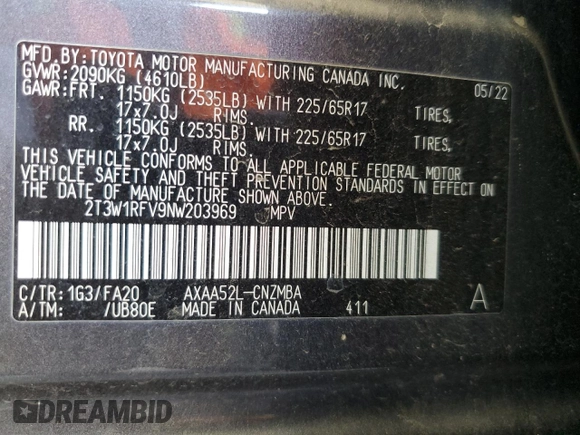 MFD.BY:TOYOTA MOTOR MANUFACTURING CANADA INC.
GVWR:2090KG (4610LB) 05/22
GAWR:FRT. 1150KG (2535LB) WITH 225/65R17 TIRES,
17x7.0J RIMS.
RR. 1150KG (2535LB) WITH 225/65R17 TIRES,
17x7.0J RIMS.
THIS VEHICLE CONFORMS TO ALL APPLICABLE FEDERAL MOTOR
VEHICLE SAFETY AND THEFT PREVENTION STANDARDS IN EFFECT ON
THE DATE OF MANUFACTURE SHOWN ABOVE.
2T3W1RFV9NW203969 MPV
C/TR:1G3/FA20 AXAA52L-CNZMBA A
A/TM: /UB80E MADE IN CANADA 411
DREAMBID